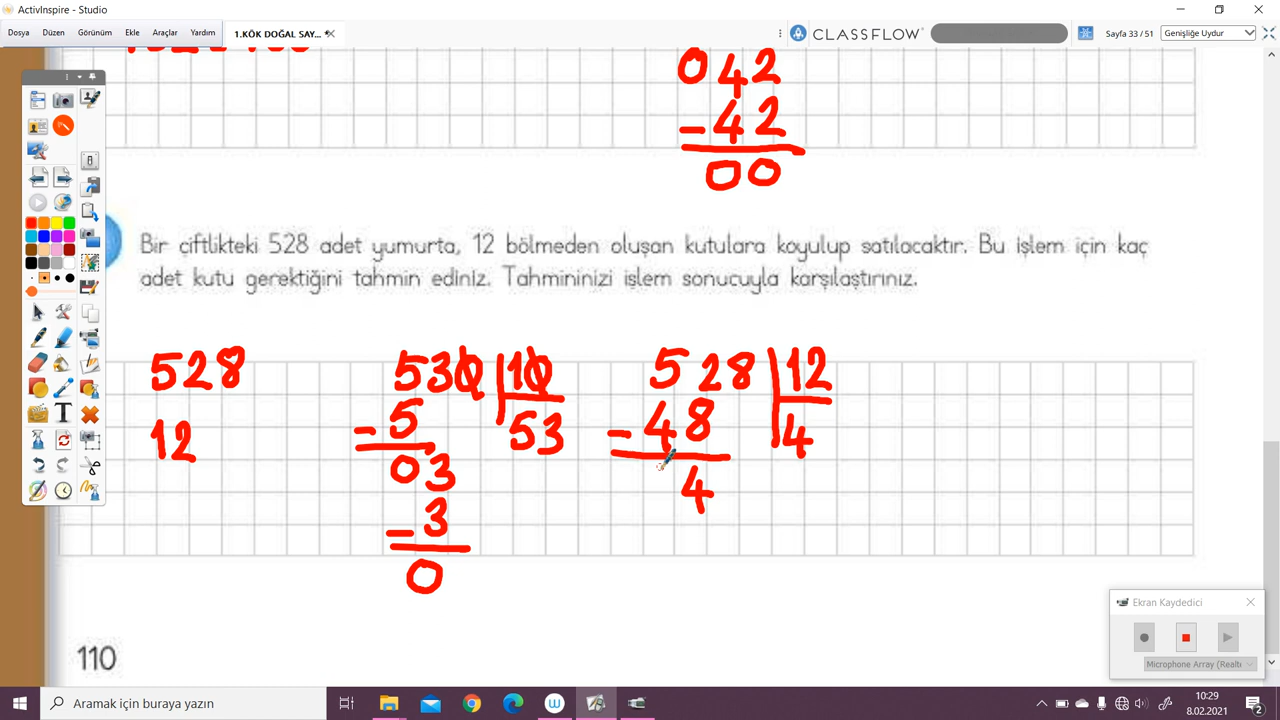 ActivInspire - Studio
Dosya Düzen Görünüm Ekle Araçlar Yardım
1.KÖK DOĞAL SAY...
CLASSFLOW
Sayfa 33 / 51
Genişliğe Uydur
042
-42
00
Bir çiftlikteki 528 adet yumurta, 12 bölmeden oluşan kutulara koyulup satılacaktır. Bu işlem için kaç
adet kutu gerektiğini tahmin ediniz. Tahmininizi işlem sonucuyla karşılaştırınız.
528
12
530 10
-5 53
03
-3
0
528 12
-48 4
4
110
Ekran Kaydedici
Microphone Array (Realte
Aramak için buraya yazın
10:29
8.02.2021
2